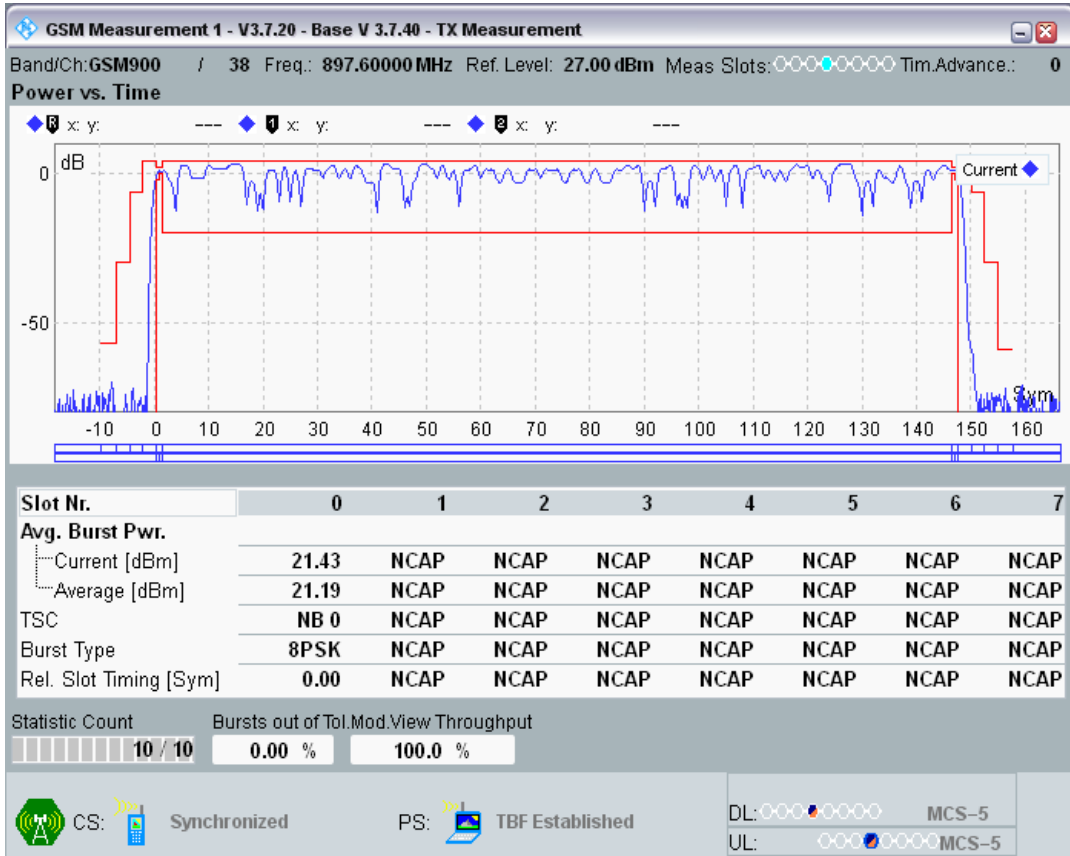 GSM Measurement 1 - V3.7.20 - Base V 3.7.40 - TX Measurement
Band/Ch:GSM900 / 38 Freq.: 897.60000 MHz Ref. Level: 27.00 dBm Meas Slots: Tim.Advance.: 0
Power vs. Time
R x: y: --- 1 x: y: --- 2 x: y: ---
dB
Current
0
-50
Sym
-10 0 10 20 30 40 50 60 70 80 90 100 110 120 130 140 150 160
Slot Nr. 0 1 2 3 4 5 6 7
Avg. Burst Pwr.
Current [dBm] 21.43 NCAP NCAP NCAP NCAP NCAP NCAP NCAP
Average [dBm] 21.19 NCAP NCAP NCAP NCAP NCAP NCAP NCAP
TSC NB 0 NCAP NCAP NCAP NCAP NCAP NCAP NCAP
Burst Type 8PSK NCAP NCAP NCAP NCAP NCAP NCAP NCAP
Rel. Slot Timing [Sym] 0.00 NCAP NCAP NCAP NCAP NCAP NCAP NCAP
Statistic Count Bursts out of Tol.Mod.View Throughput
10 / 10 0.00 % 100.0 %
CS: Synchronized PS: TBF Established DL: MCS-5
UL: MCS-5